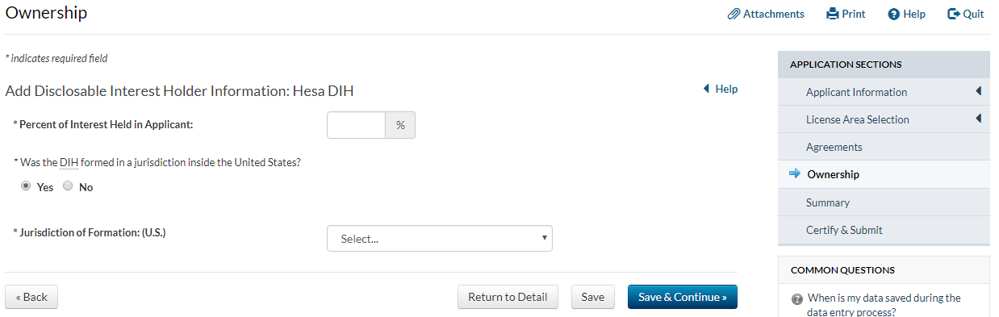 Ownership
Attachments Print Help Quit
* indicates required field
Add Disclosable Interest Holder Information: Hesa DIH
Help
* Percent of Interest Held in Applicant:
%
* Was the DIH formed in a jurisdiction inside the United States?
Yes No
* Jurisdiction of Formation: (U.S.)
Select...
« Back
Return to Detail
Save
Save & Continue »
APPLICATION SECTIONS
Applicant Information
License Area Selection
Agreements
Ownership
Summary
Certify & Submit
COMMON QUESTIONS
When is my data saved during the
data entry process?